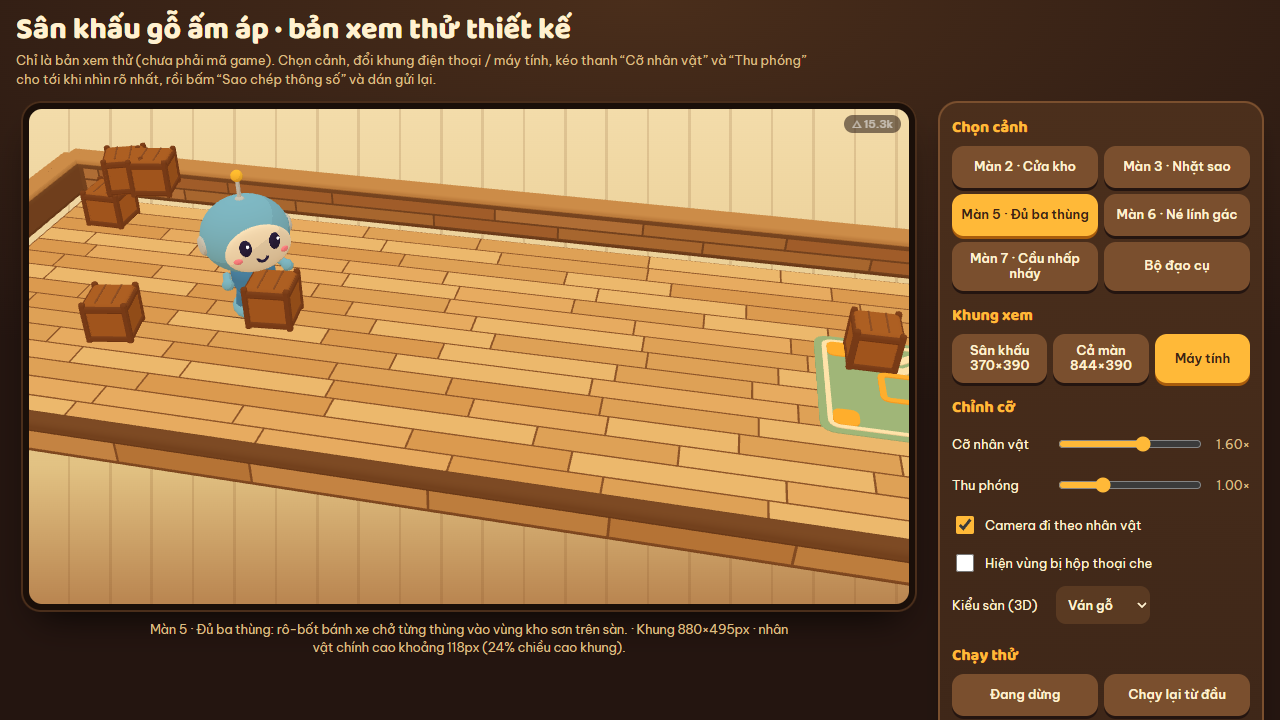 Sân khấu gỗ ấm áp · bản xem thử thiết kế
Chỉ là bản xem thử (chưa phải mã game). Chọn cảnh, đổi khung điện thoại / máy tính, kéo thanh “Cỡ nhân vật” và “Thu phóng”
cho tới khi nhìn rõ nhất, rồi bấm “Sao chép thông số” và dán gửi lại.
△ 15.3k
Màn 5 · Đủ ba thùng: rô-bốt bánh xe chở từng thùng vào vùng kho sơn trên sàn. · Khung 880×495px · nhân
vật chính cao khoảng 118px (24% chiều cao khung).
Chọn cảnh
Màn 2 · Cửa kho
Màn 3 · Nhặt sao
Màn 5 · Đủ ba thùng
Màn 6 · Né lính gác
Màn 7 · Cầu nhấp
nháy
Bộ đạo cụ
Khung xem
Sân khấu
370×390
Cả màn
844×390
Máy tính
Chỉnh cỡ
Cỡ nhân vật
1.60×
Thu phóng
1.00×
Camera đi theo nhân vật
Hiện vùng bị hộp thoại che
Kiểu sàn (3D)
Ván gỗ
Chạy thử
Đang dừng
Chạy lại từ đầu